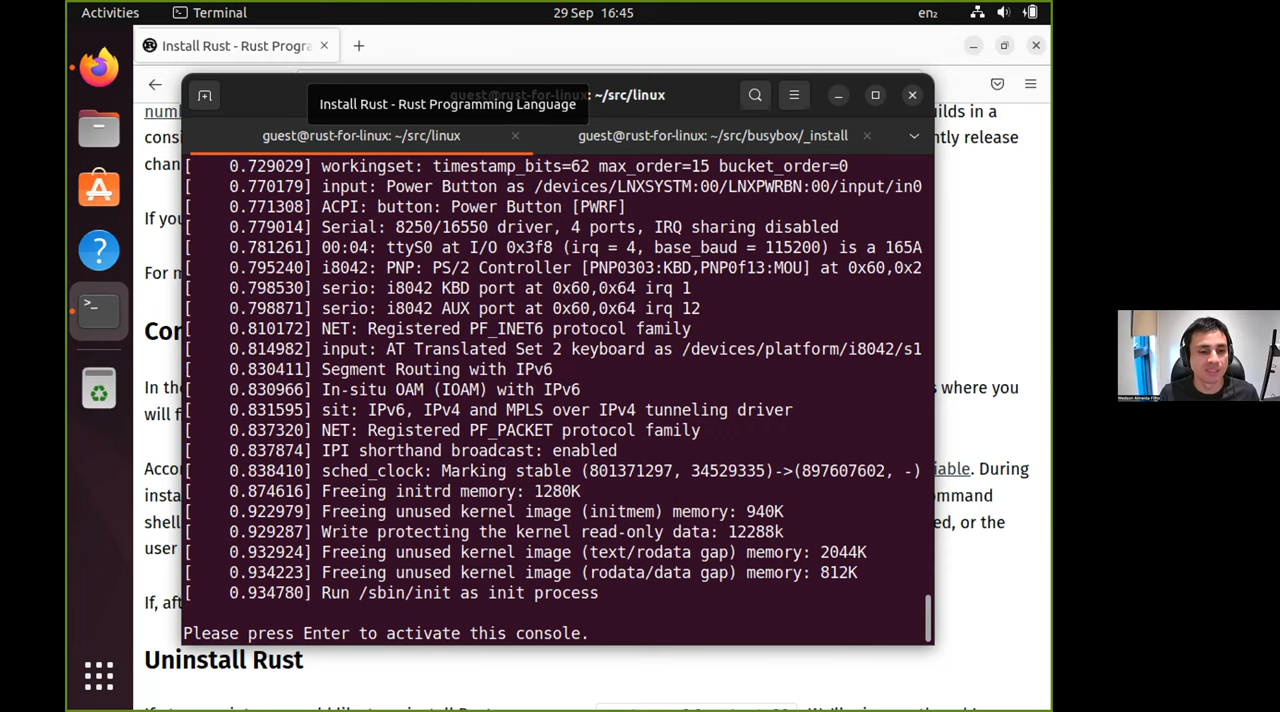 Activities
Terminal
29 Sep 16:45
en₂
Install Rust - Rust Progra
guest@rust-for-linux: ~/src/linux
Install Rust - Rust Programming Language
guest@rust-for-linux: ~/src/linux
guest@rust-for-linux: ~/src/busybox/_install
[    0.729029] workingset: timestamp_bits=62 max_order=15 bucket_order=0
[    0.770179] input: Power Button as /devices/LNXSYSTM:00/LNXPWRBN:00/input/in0
[    0.771308] ACPI: button: Power Button [PWRF]
[    0.779014] Serial: 8250/16550 driver, 4 ports, IRQ sharing disabled
[    0.781261] 00:04: ttyS0 at I/O 0x3f8 (irq = 4, base_baud = 115200) is a 165A
[    0.795240] i8042: PNP: PS/2 Controller [PNP0303:KBD,PNP0f13:MOU] at 0x60,0x2
[    0.798530] serio: i8042 KBD port at 0x60,0x64 irq 1
[    0.798871] serio: i8042 AUX port at 0x60,0x64 irq 12
[    0.810172] NET: Registered PF_INET6 protocol family
[    0.814982] input: AT Translated Set 2 keyboard as /devices/platform/i8042/s1
[    0.830411] Segment Routing with IPv6
[    0.830966] In-situ OAM (IOAM) with IPv6
[    0.831595] sit: IPv6, IPv4 and MPLS over IPv4 tunneling driver
[    0.837320] NET: Registered PF_PACKET protocol family
[    0.837874] IPI shorthand broadcast: enabled
[    0.838410] sched_clock: Marking stable (801371297, 34529335)->(897607602, -)
[    0.874616] Freeing initrd memory: 1280K
[    0.922979] Freeing unused kernel image (initmem) memory: 940K
[    0.929287] Write protecting the kernel read-only data: 12288k
[    0.932924] Freeing unused kernel image (text/rodata gap) memory: 2044K
[    0.934223] Freeing unused kernel image (rodata/data gap) memory: 812K
[    0.934780] Run /sbin/init as init process
Please press Enter to activate this console.
numb
uilds in a
consi
ntly release
chan
If you
For m
Con
In the
s where you
will f
Accor
iable. During
insta
ommand
shell
ed, or the
user
If, aft
Uninstall Rust
Wedson Almeida Filho